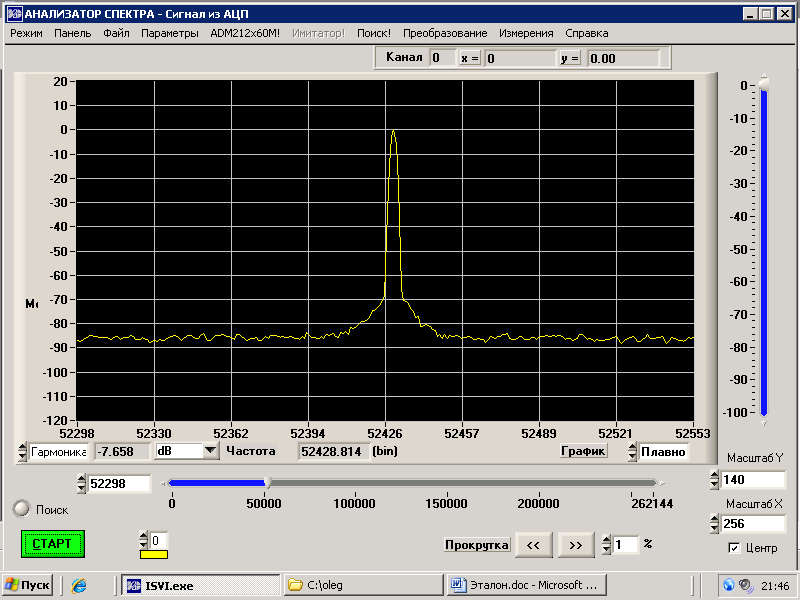 АНАЛИЗАТОР СПЕКТРА - Сигнал из АЦП
Режим Панель Файл Параметры ADM212x60M! Имитатор! Поиск! Преобразование Измерения Справка
Канал 0 x = 0 y = 0.00
20
10
0
-10
-20
-30
-40
-50
-60
-70
-80
-90
-100
-110
-120
0
-10
-20
-30
-40
-50
-60
-70
-80
-90
-100
52298 52330 52362 52394 52426 52457 52489 52521 52553
Гармоника -7.658 dB Частота 52428.814 (bin) График Плавно
Масштаб Y
140
52298
0 50000 100000 150000 200000 262144
Масштаб X
256
Поиск
СТАРТ
0
Прокрутка << >> 1 %
Центр
Пуск ISVI.exe C:\oleg Эталон.doc - Microsoft ... 21:46